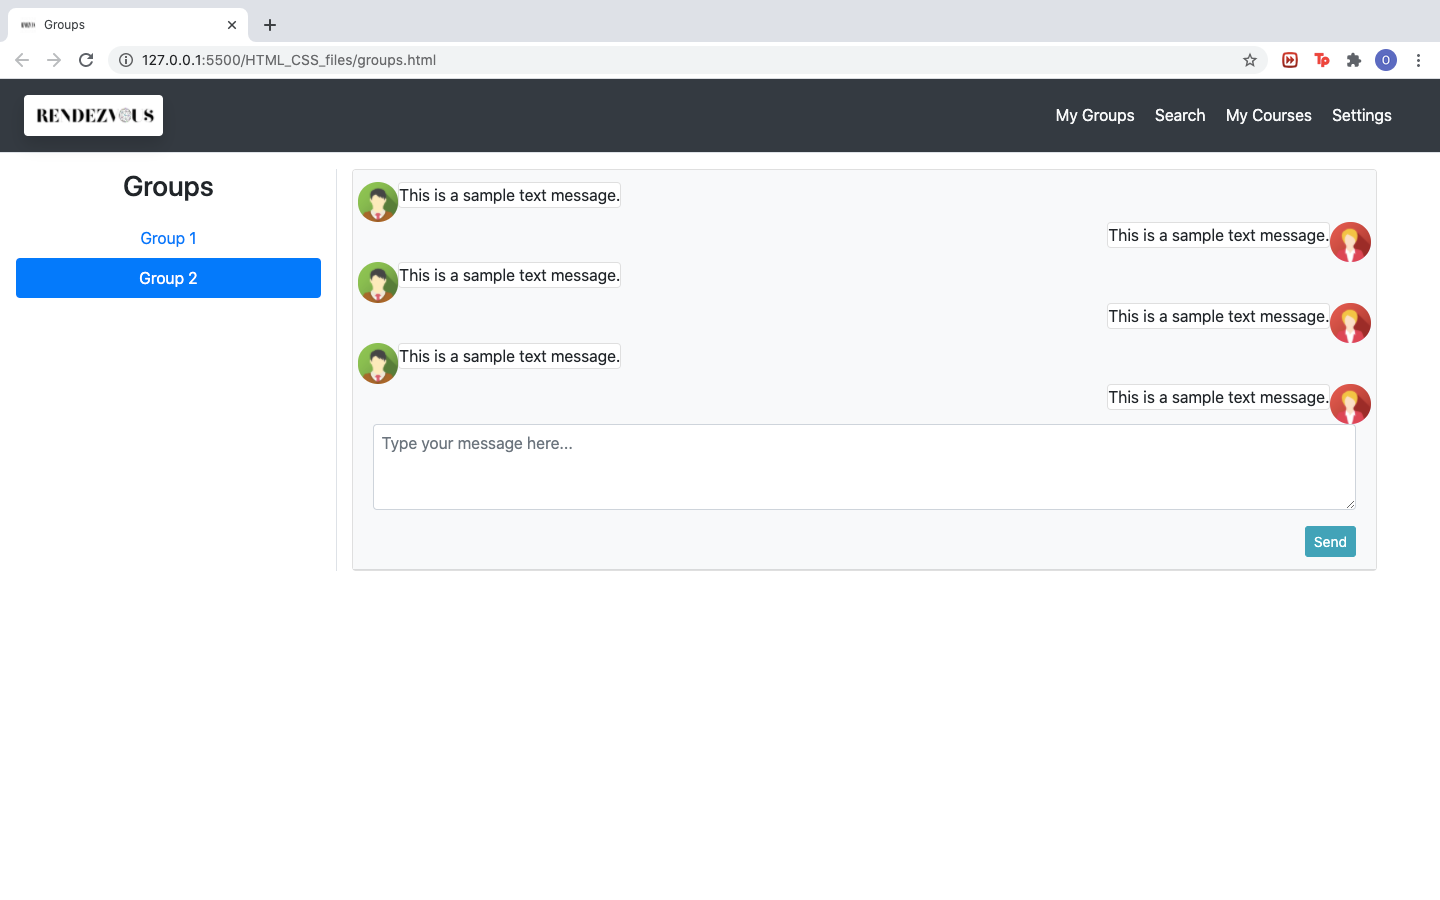 Groups
127.0.0.1:5500/HTML_CSS_files/groups.html
Tp
O
RENDEZVOUS
My Groups Search My Courses Settings
Groups
Group 1
Group 2
This is a sample text message.
This is a sample text message.
This is a sample text message.
This is a sample text message.
This is a sample text message.
This is a sample text message.
Type your message here...
Send